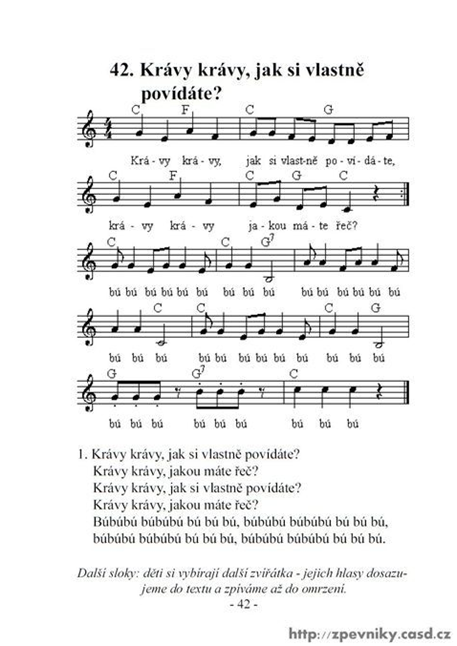 42. Krávy krávy, jak si vlastně
povídáte?
C F C G
Krá - vy krá - vy, jak si vlast-ně po - ví - dá - te,
C F C G C
krá - vy krá - vy ja - kou má - te řeč?
C C G7
bú bú bú bú bú bú bú bú bú bú bú bú bú bú
C C
bú bú bú bú bú bú bú bú bú bú bú bú
G G7 C
bú bú bú bú bú bú bú bú
1. Krávy krávy, jak si vlastně povídáte?
Krávy krávy, jakou máte řeč?
Krávy krávy, jak si vlastně povídáte?
Krávy krávy, jakou máte řeč?
Búbúbú búbúbú bú bú bú, búbúbú búbúbú bú bú bú,
búbúbú búbúbú bú bú bú, búbúbú búbúbú bú bú bú.
Další sloky: děti si vybírají další zvířátka - jejich hlasy dosazu-
jeme do textu a zpíváme až do omrzení.
- 42 -
http://zpevniky.casd.cz